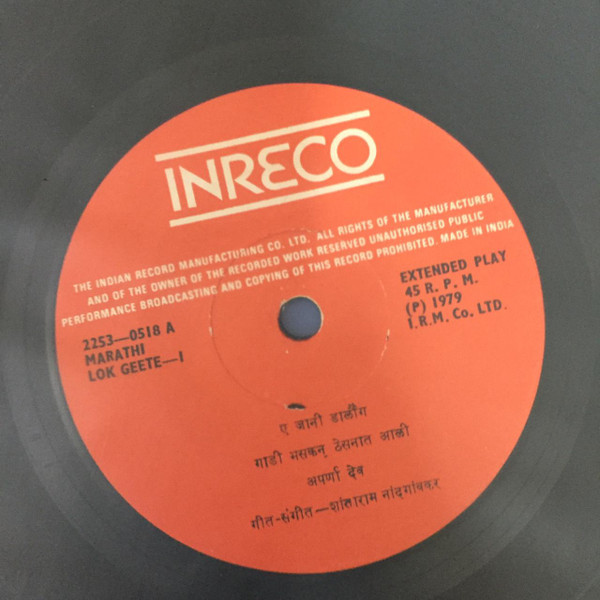 INRECO
THE INDIAN RECORD MANUFACTURING CO. LTD. ALL RIGHTS OF THE MANUFACTURER
AND OF THE OWNER OF THE RECORDED WORK RESERVED UNAUTHORISED PUBLIC
PERFORMANCE BROADCASTING AND COPYING OF THIS RECORD PROHIBITED. MADE IN INDIA
2253—0518 A
MARATHI
LOK GEETE—1
EXTENDED PLAY
45 R. P. M.
(P) 1979
I.R.M. Co. LTD.
ए जानी डार्लींग
गाडी भसकन् ठेसनात आली
अपर्णा देव
गीत-संगीत—शांताराम नांदगांवकर